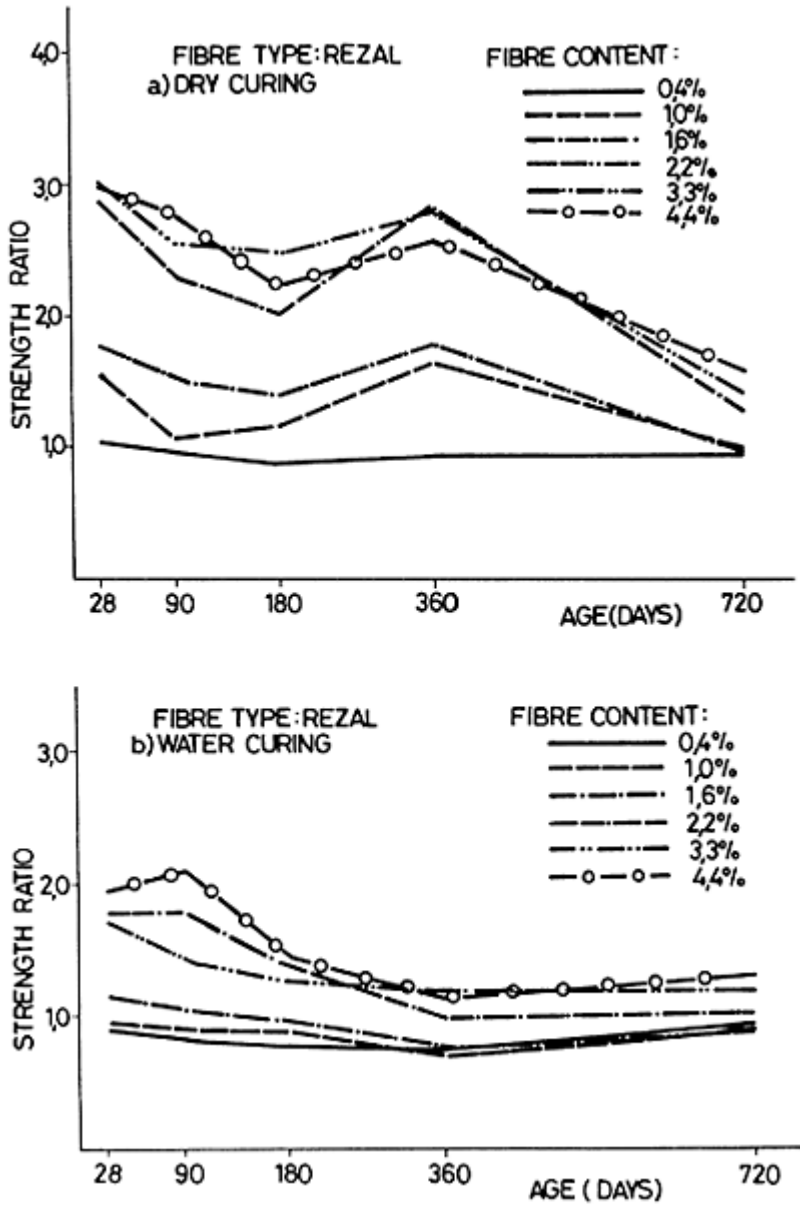 FIBRE TYPE: REZAL
a) DRY CURING
FIBRE CONTENT:
0,4%
1,0%
1,6%
2,2%
3,3%
4,4%
STRENGTH RATIO
4,0
3,0
2,0
1,0
28 90 180 360 720
AGE(DAYS)
FIBRE TYPE: REZAL
b) WATER CURING
FIBRE CONTENT:
0,4%
1,0%
1,6%
2,2%
3,3%
4,4%
STRENGTH RATIO
3,0
2,0
1,0
28 90 180 360 720
AGE ( DAYS)